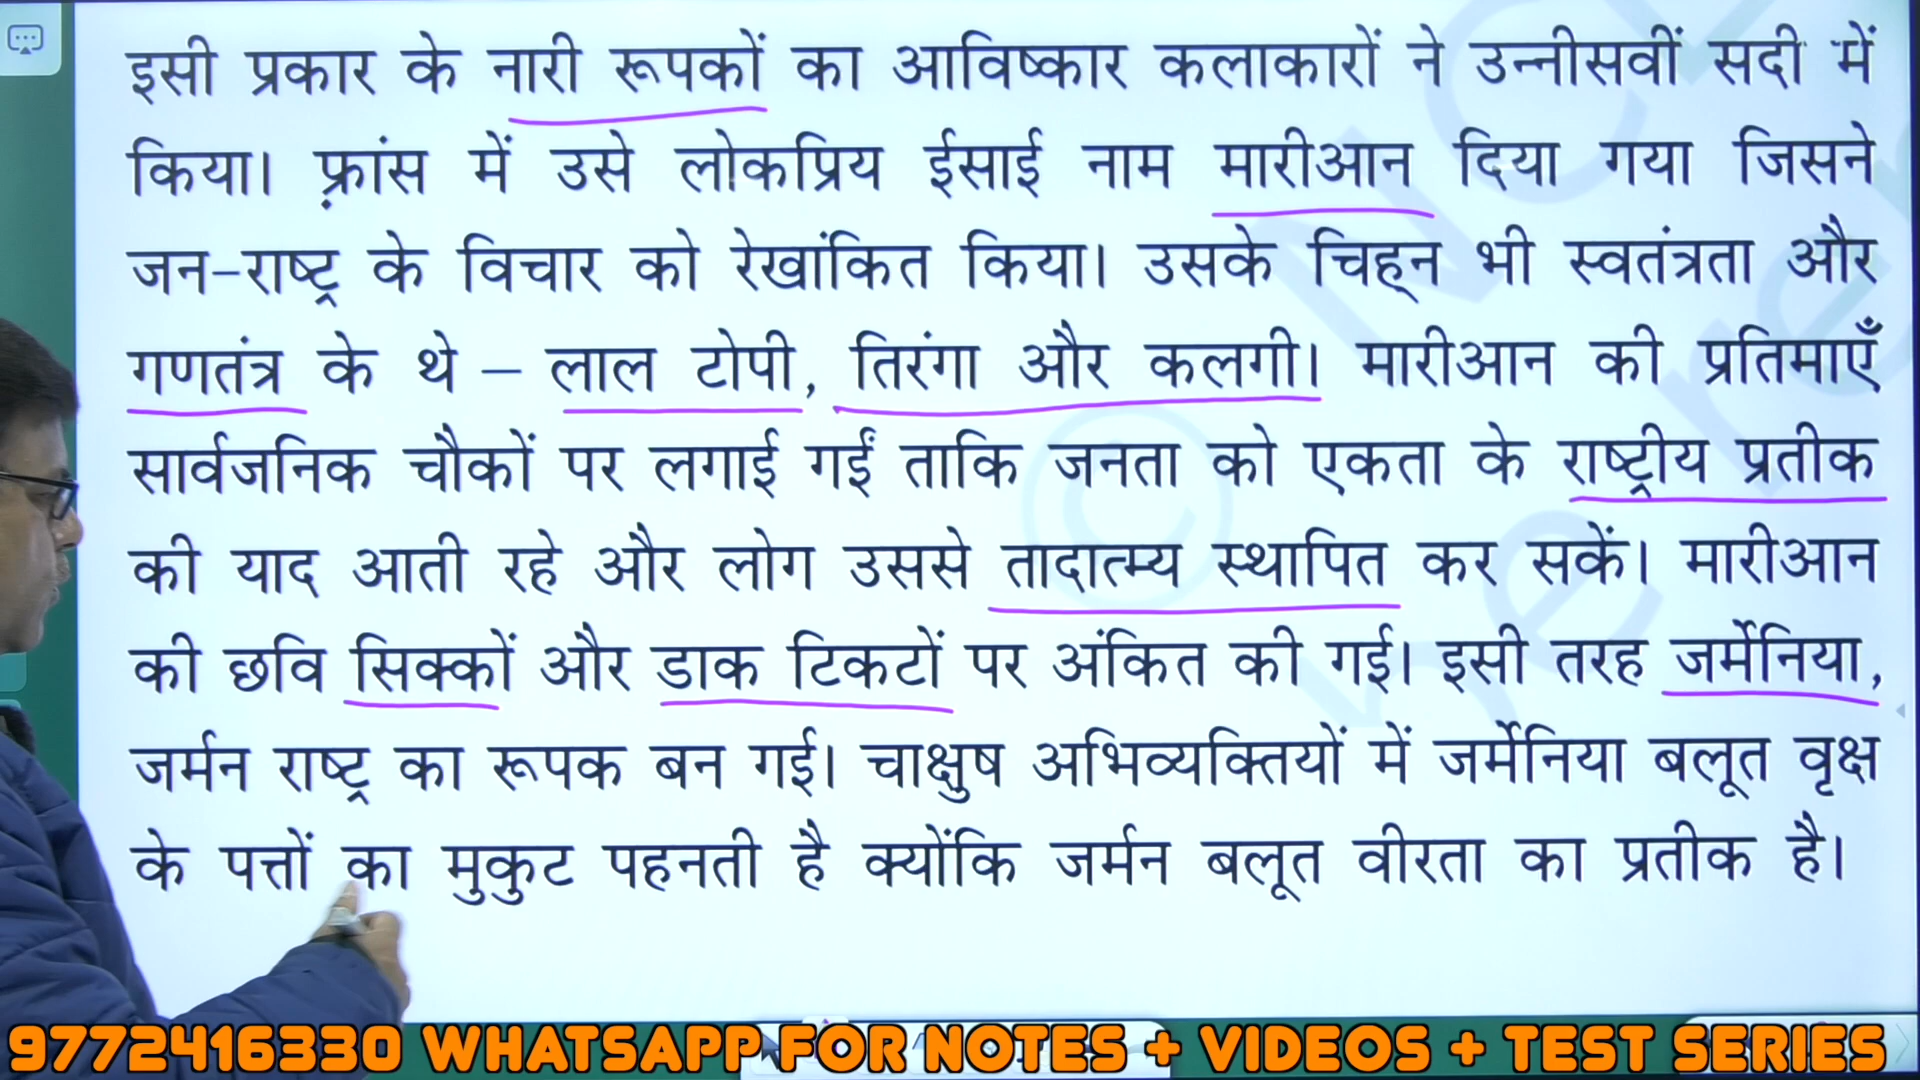 इसी प्रकार के नारी रूपकों का आविष्कार कलाकारों ने उन्नीसवीं सदी में
किया। फ़्रांस में उसे लोकप्रिय ईसाई नाम मारीआन दिया गया जिसने
जन-राष्ट्र के विचार को रेखांकित किया। उसके चिह्न भी स्वतंत्रता और
गणतंत्र के थे – लाल टोपी, तिरंगा और कलगी। मारीआन की प्रतिमाएँ
सार्वजनिक चौकों पर लगाई गईं ताकि जनता को एकता के राष्ट्रीय प्रतीक
की याद आती रहे और लोग उससे तादात्म्य स्थापित कर सकें। मारीआन
की छवि सिक्कों और डाक टिकटों पर अंकित की गई। इसी तरह जर्मेनिया,
जर्मन राष्ट्र का रूपक बन गई। चाक्षुष अभिव्यक्तियों में जर्मेनिया बलूत वृक्ष
के पत्तों का मुकुट पहनती है क्योंकि जर्मन बलूत वीरता का प्रतीक है।
9772416330 WHATSAPP FOR NOTES + VIDEOS + TEST SERIES